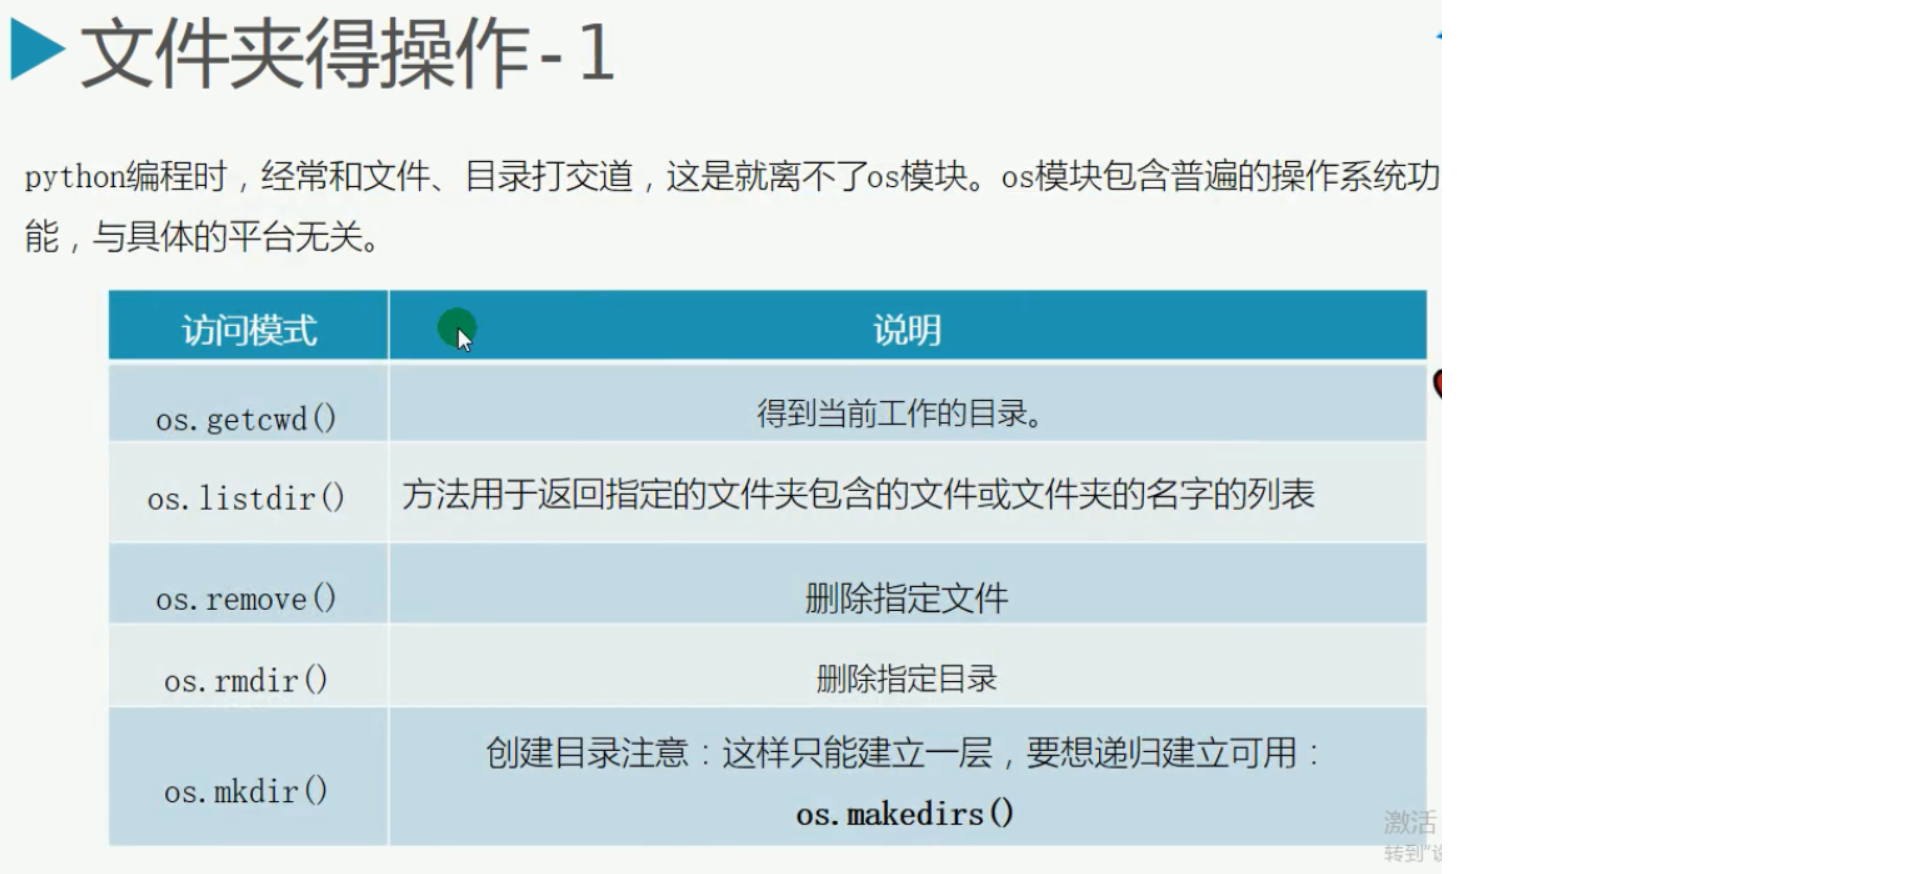 文件夹得操作-1
python编程时，经常和文件、目录打交道，这是就离不了os模块。os模块包含普遍的操作系统功
能，与具体的平台无关。
访问模式 说明
os.getcwd() 得到当前工作的目录。
os.listdir() 方法用于返回指定的文件夹包含的文件或文件夹的名字的列表
os.remove() 删除指定文件
os.rmdir() 删除指定目录
创建目录注意：这样只能建立一层，要想递归建立可用：
os.mkdir()
os.makedirs()
激活
转到"设